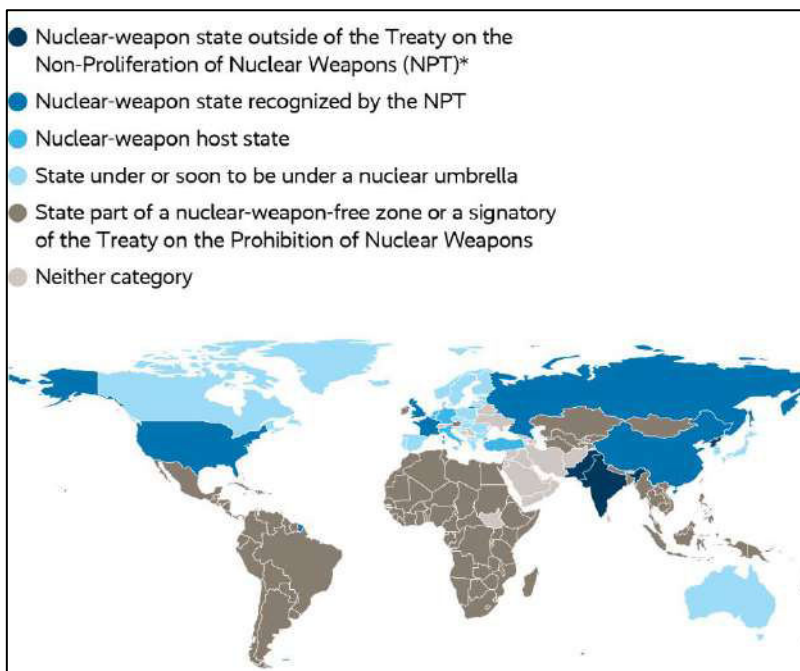 Nuclear-weapon state outside of the Treaty on the
Non-Proliferation of Nuclear Weapons (NPT)*
Nuclear-weapon state recognized by the NPT
Nuclear-weapon host state
State under or soon to be under a nuclear umbrella
State part of a nuclear-weapon-free zone or a signatory
of the Treaty on the Prohibition of Nuclear Weapons
Neither category